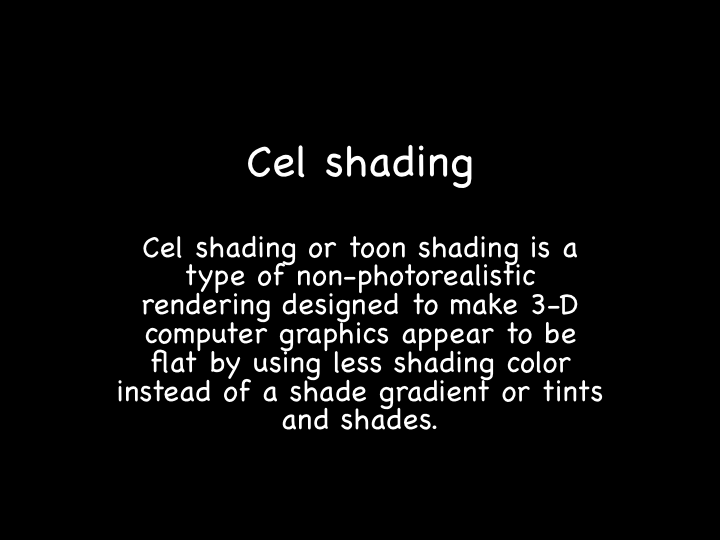 Cel shading
Cel shading or toon shading is a
type of non-photorealistic
rendering designed to make 3-D
computer graphics appear to be
flat by using less shading color
instead of a shade gradient or tints
and shades.